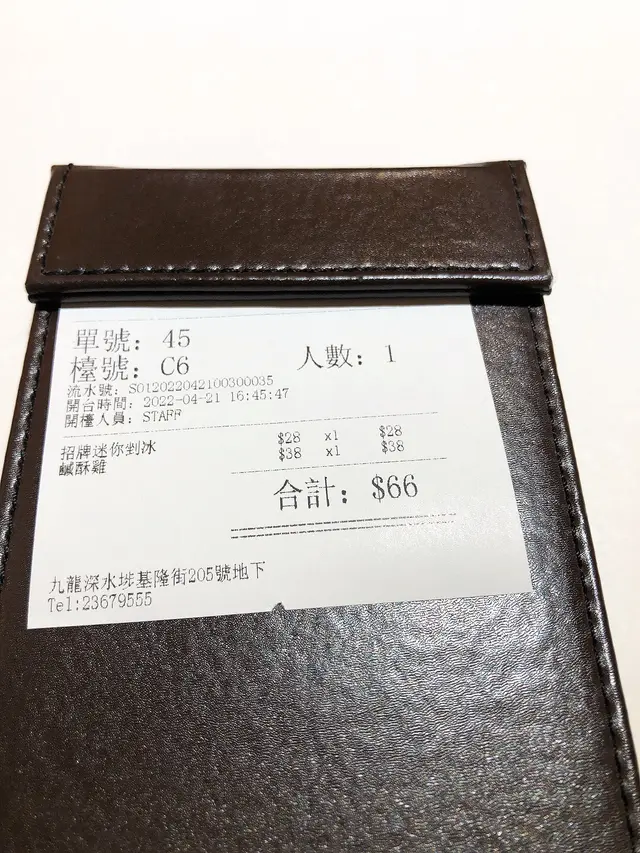 單號: 45
檯號: C6 人數: 1
流水號: S012022042100300035
開台時間: 2022-04-21 16:45:47
開檯人員: STAFF
招牌迷你刴冰 $28 x1 $28
鹹酥雞 $38 x1 $38
合計: $66
九龍深水埗基隆街205號地下
Tel:23679555